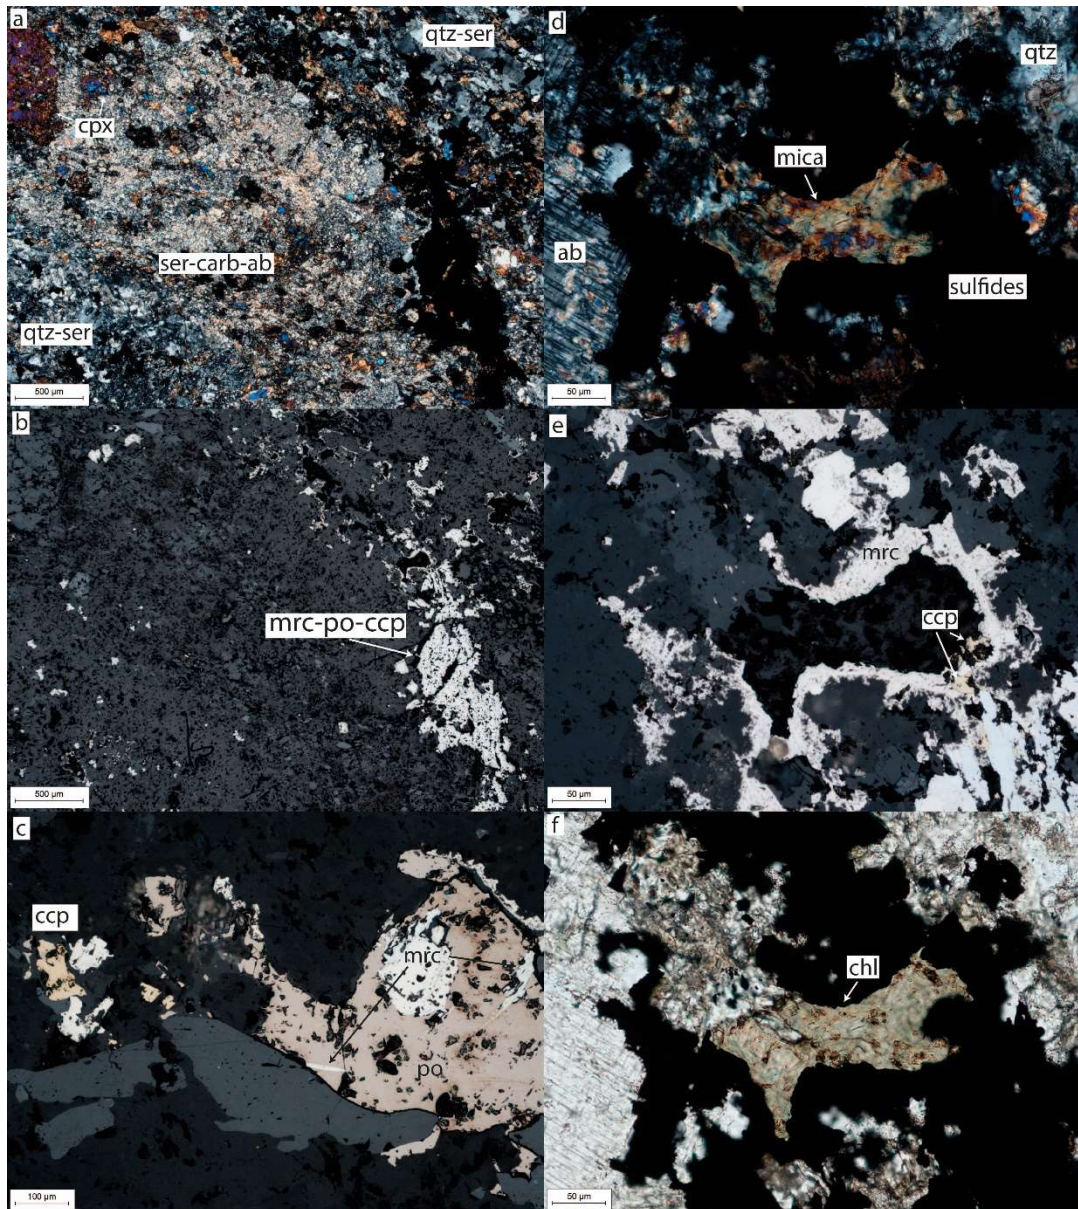 a
qtz-ser
cpx
ser-carb-ab
qtz-ser
500 µm
b
mrc-po-ccp
500 µm
c
ccp
mrc
po
100 µm
d
qtz
mica
ab
sulfides
50 µm
e
mrc
ccp
50 µm
f
chl
50 µm